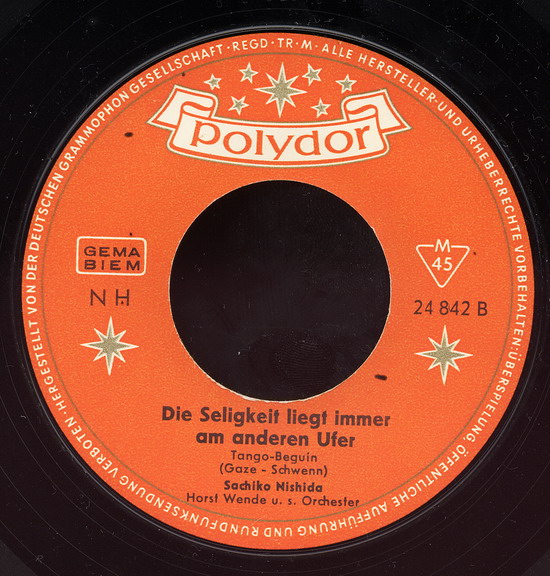 HERGESTELLT VON DER DEUTSCHEN GRAMMOPHON GESELLSCHAFT · REGD · TR · M · ALLE HERSTELLER- UND URHEBERRECHTE VORBEHALTEN: ÜBERSPIELUNG, ÖFFENTLICHE AUFFÜHRUNG UND RUNDFUNKSENDUNG VERBOTEN ·
Polydor
GEMA
BIEM
NH
M
45
24 842 B
Die Seligkeit liegt immer
am anderen Ufer
Tango-Beguin
(Gaze - Schwenn)
Sachiko Nishida
Horst Wende u. s. Orchester